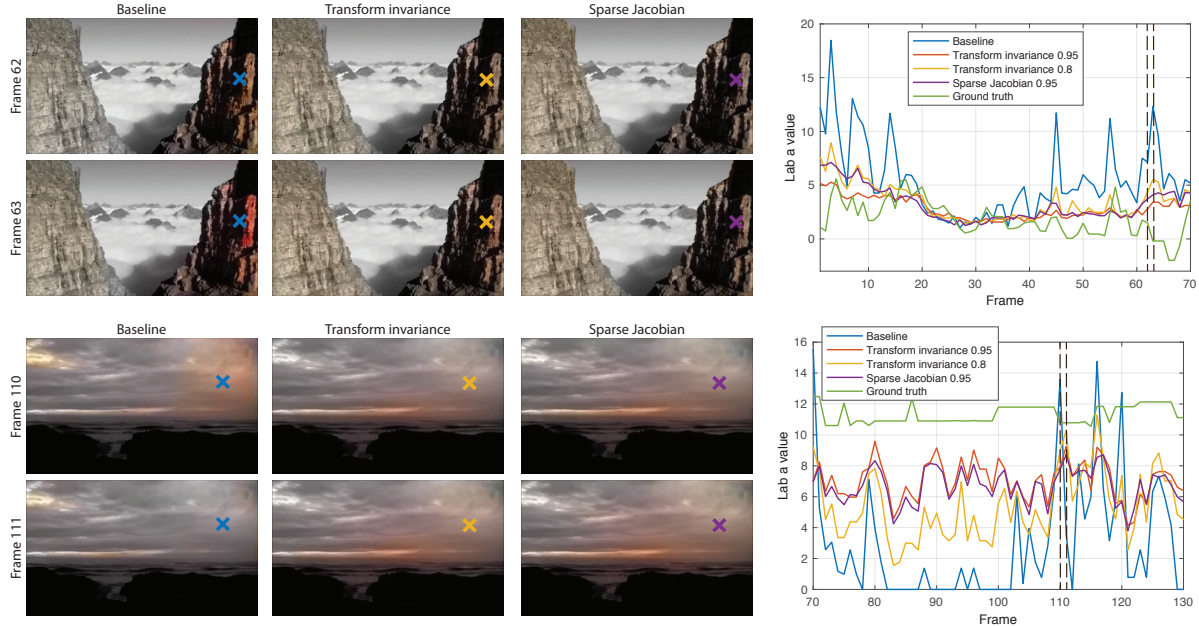 Baseline Transform invariance Sparse Jacobian
Frame 62
Frame 63
20
15
10
5
0
Lab a value
Baseline
Transform invariance 0.95
Transform invariance 0.8
Sparse Jacobian 0.95
Ground truth
10 20 30 40 50 60 70
Frame
Baseline Transform invariance Sparse Jacobian
Frame 110
Frame 111
16
14
12
10
8
6
4
2
0
Lab a value
Baseline
Transform invariance 0.95
Transform invariance 0.8
Sparse Jacobian 0.95
Ground truth
70 80 90 100 110 120 130
Frame